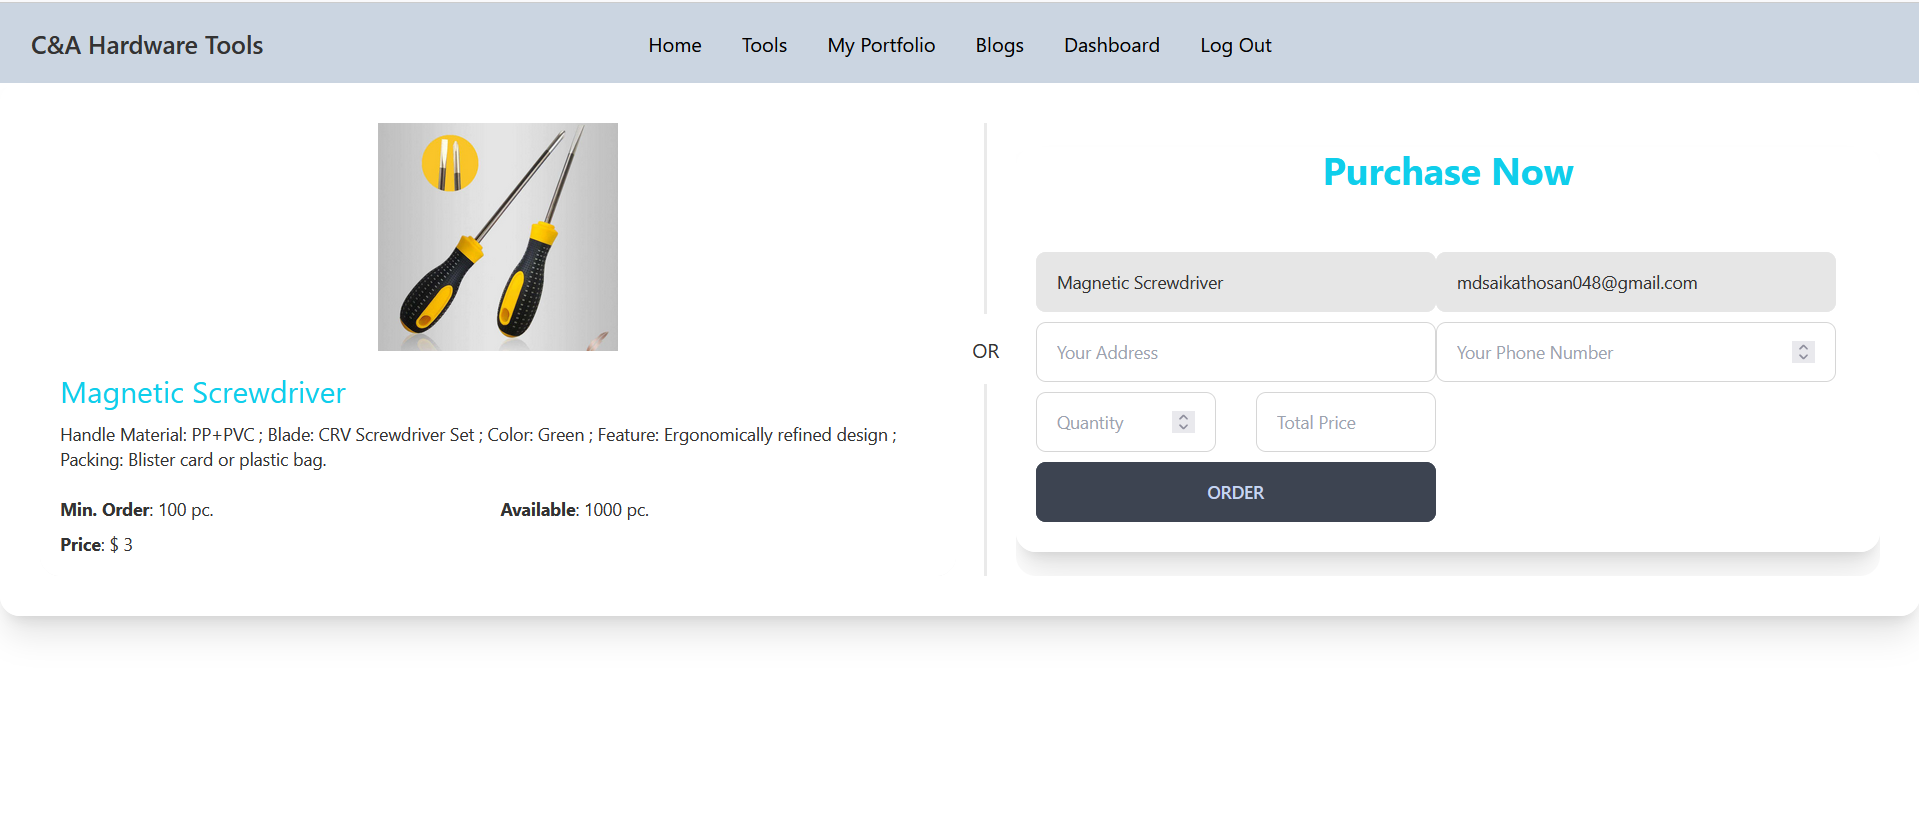 C&A Hardware Tools
Home
Tools
My Portfolio
Blogs
Dashboard
Log Out
Magnetic Screwdriver
Handle Material: PP+PVC ; Blade: CRV Screwdriver Set ; Color: Green ; Feature: Ergonomically refined design ;
Packing: Blister card or plastic bag.
Min. Order: 100 pc.
Available: 1000 pc.
Price: $ 3
OR
Purchase Now
Magnetic Screwdriver
mdsaikathosan048@gmail.com
Your Address
Your Phone Number
Quantity
Total Price
ORDER